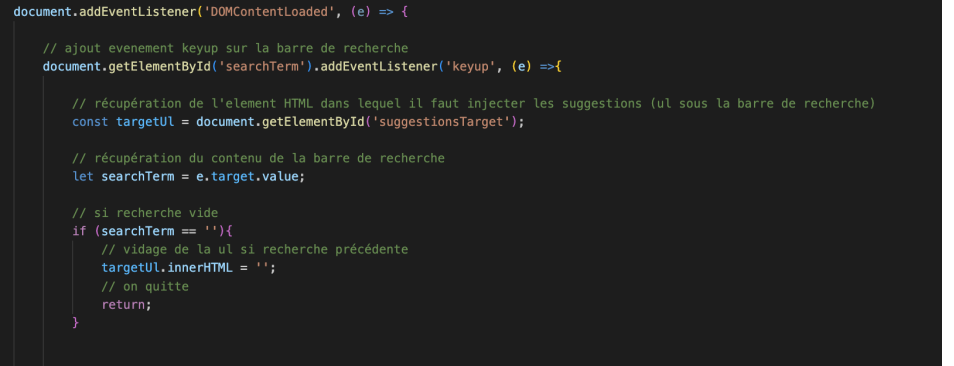 document.addEventListener('DOMContentLoaded', (e) => {
// ajout evenement keyup sur la barre de recherche
document.getElementById('searchTerm').addEventListener('keyup', (e) =>{
// récupération de l'element HTML dans lequel il faut injecter les suggestions (ul sous la barre de recherche)
const targetUl = document.getElementById('suggestionsTarget');
// récupération du contenu de la barre de recherche
let searchTerm = e.target.value;
// si recherche vide
if (searchTerm == ''){
// vidage de la ul si recherche précédente
targetUl.innerHTML = '';
// on quitte
return;
}